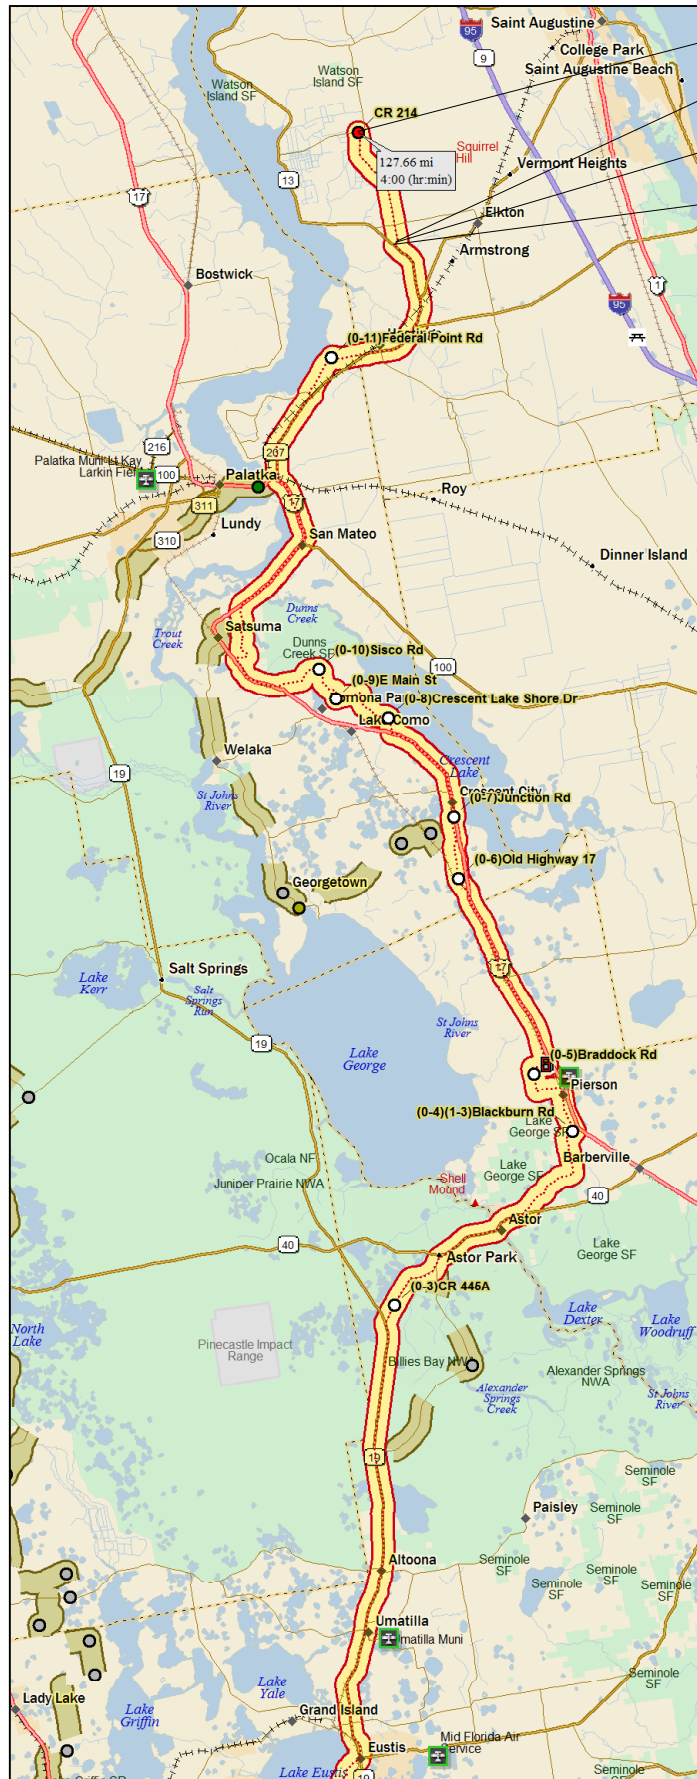 Saint Augustine
95
College Park
9
Watson
Island SF
Watson
Island SF
Saint Augustine Beach
CR 214
Squirrel
Hill
127.66 mi
4:00 (hr:min)
Vermont Heights
13
17
Elkton
Armstrong
Bostwick
1
95
(0-11)Federal Point Rd
216
207
Palatka Muni-Lt Kay
Larkin Field
100
Palatka
Roy
311
17
Lundy
310
San Mateo
Dinner Island
Dunns
Creek
Satsuma
Trout
Creek
Dunns
Creek SF
(0-10)Sisco Rd
100
(0-9)E Main St
(0-8)Crescent Lake Shore Dr
Lake Como
Welaka
Crescent
Lake
19
Crescent City
St Johns
River
(0-7)Junction Rd
(0-6)Old Highway 17
Georgetown
17
Salt Springs
Lake
Kerr
Salt
Springs
Run
St Johns
River
19
Lake
George
(0-5)Braddock Rd
Pierson
(0-4)(1-3)Blackburn Rd
Lake
George SF
Barberville
Ocala NF
Lake
George SF
Juniper Prairie NWA
Shell
Mound
40
Astor
40
Astor Park
Lake
George SF
(0-3)CR 445A
Lake
Dexter
Lake
Woodruff
North
Lake
Pinecastle Impact
Range
Billies Bay NWA
Alexander Springs
NWA
Alexander
Springs
Creek
St Johns
River
19
Seminole
SF
Paisley
Seminole
SF
Altoona
Seminole
SF
Seminole
SF
Seminole
SF
Seminole
SF
Umatilla
Umatilla Muni
Seminole
SF
Lake
Yale
Lady Lake
Lake
Griffin
Grand Island
Mid Florida Air
Service
Eustis
Lake Eustis
19
Seminole